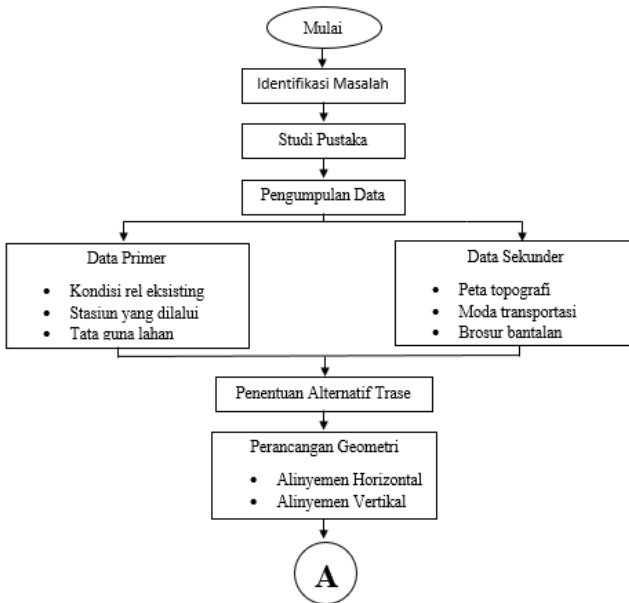 Mulai
Identifikasi Masalah
Studi Pustaka
Pengumpulan Data
Data Primer
• Kondisi rel eksisting
• Stasiun yang dilalui
• Tata guna lahan
Data Sekunder
• Peta topografi
• Moda transportasi
• Brosur bantalan
Penentuan Alternatif Trase
Perancangan Geometri
• Alinyemen Horizontal
• Alinyemen Vertikal
A